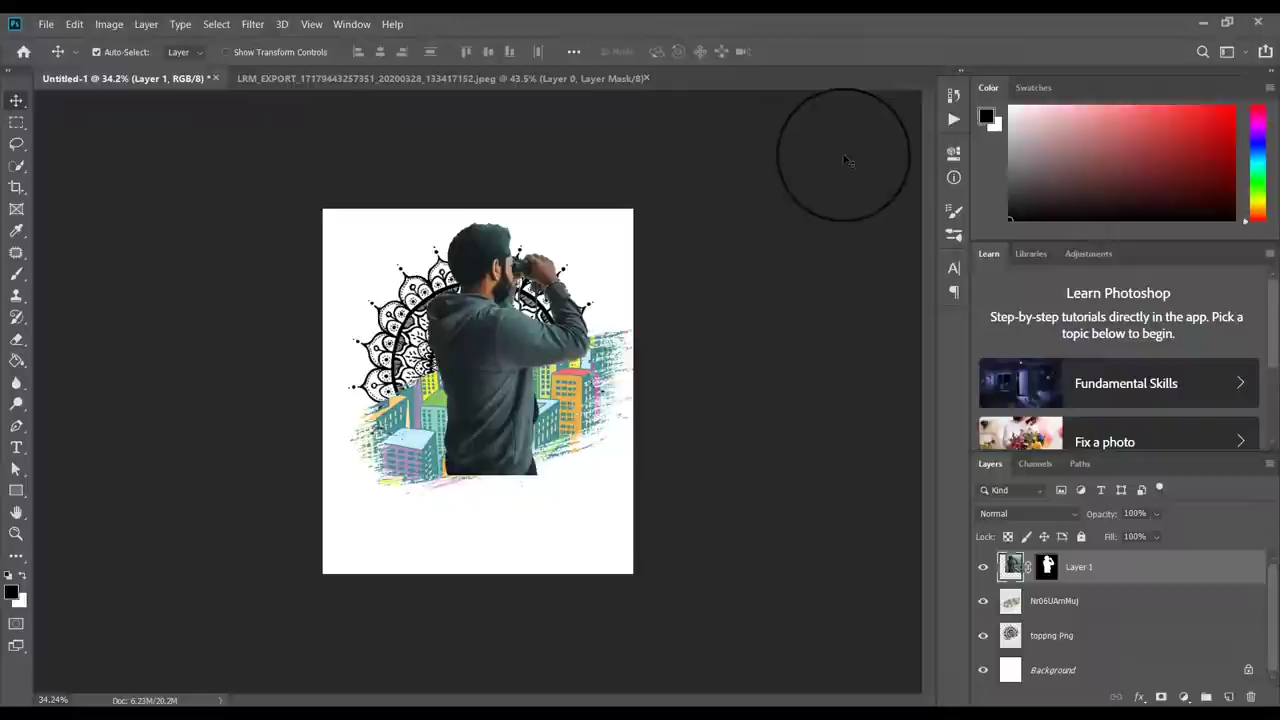 Ps File Edit Image Layer Type Select Filter 3D View Window Help
Auto-Select: Layer Show Transform Controls
Untitled-1 @ 34.2% (Layer 1, RGB/8) * LRM_EXPORT_17179443257351_20200328_133417152.jpeg @ 43.5% (Layer 0, Layer Mask/8)
Color Swatches
Learn Libraries Adjustments
Learn Photoshop
Step-by-step tutorials directly in the app. Pick a
topic below to begin.
Fundamental Skills
Fix a photo
Layers Channels Paths
Kind
Normal Opacity: 100%
Lock: Fill: 100%
Layer 1
Nr06UAmMuj
toppng Png
Background
34.24% Doc: 6.23M/20.2M